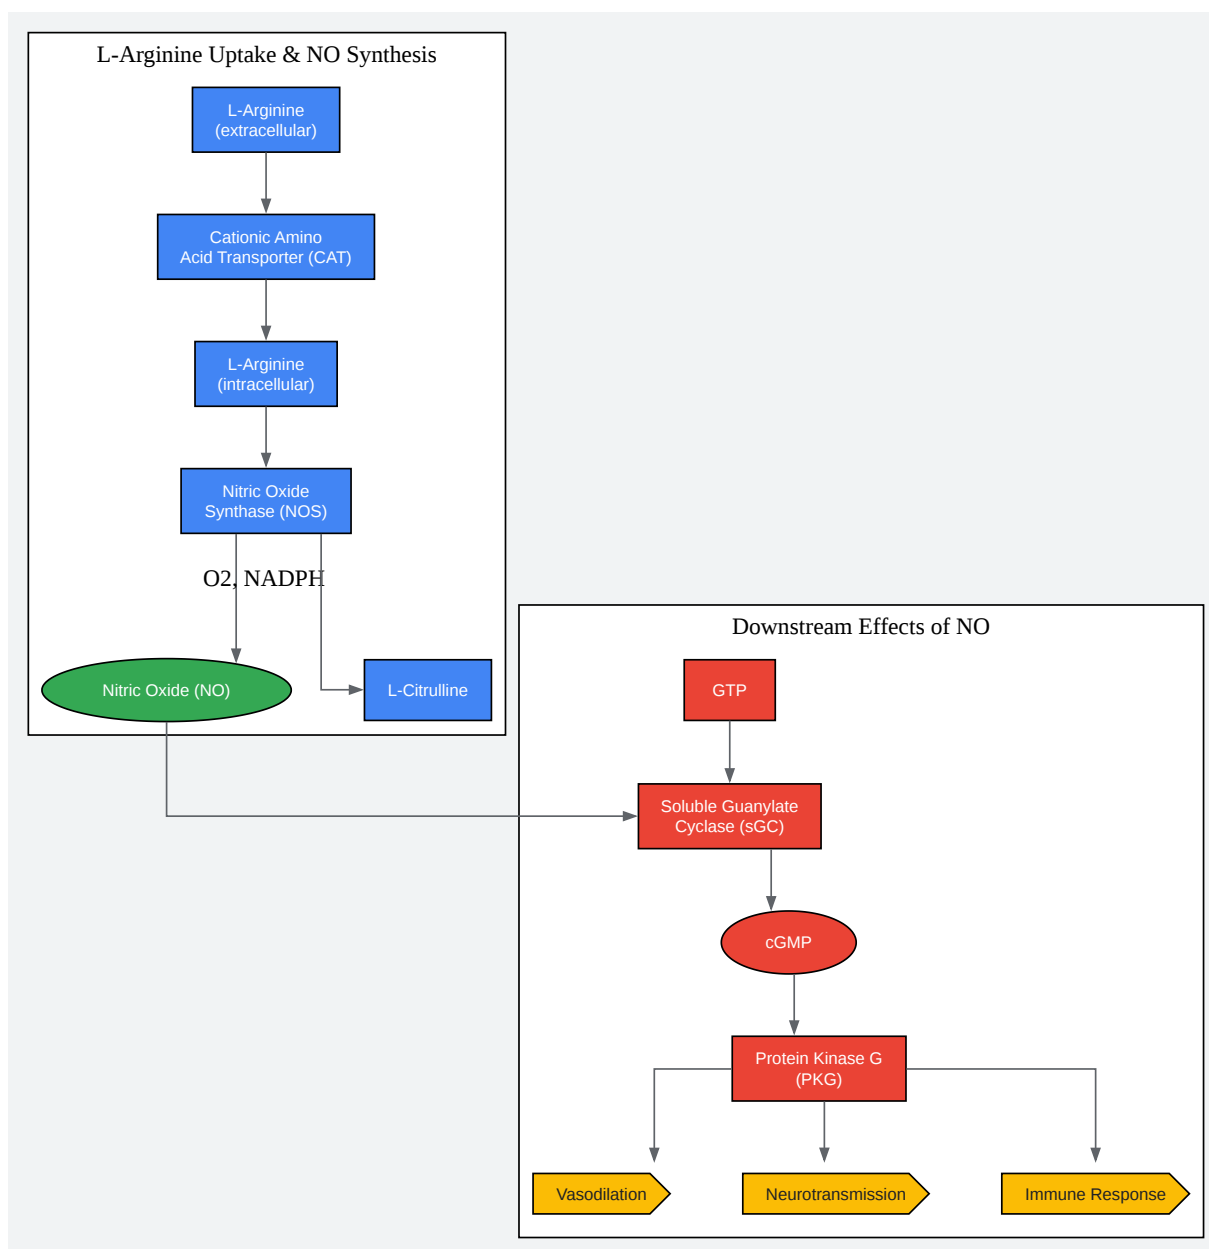 L-Arginine Uptake & NO Synthesis
L-Arginine
(extracellular)
Cationic Amino
Acid Transporter (CAT)
L-Arginine
(intracellular)
Nitric Oxide
Synthase (NOS)
O2, NADPH
Nitric Oxide (NO)
L-Citrulline
Downstream Effects of NO
GTP
Soluble Guanylate
Cyclase (sGC)
cGMP
Protein Kinase G
(PKG)
Vasodilation
Neurotransmission
Immune Response